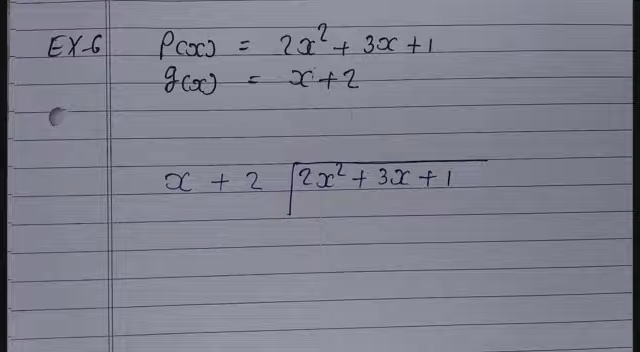 EX-6 P(x) = 2x² + 3x + 1
g(x) = x + 2
x + 2 2x² + 3x + 1